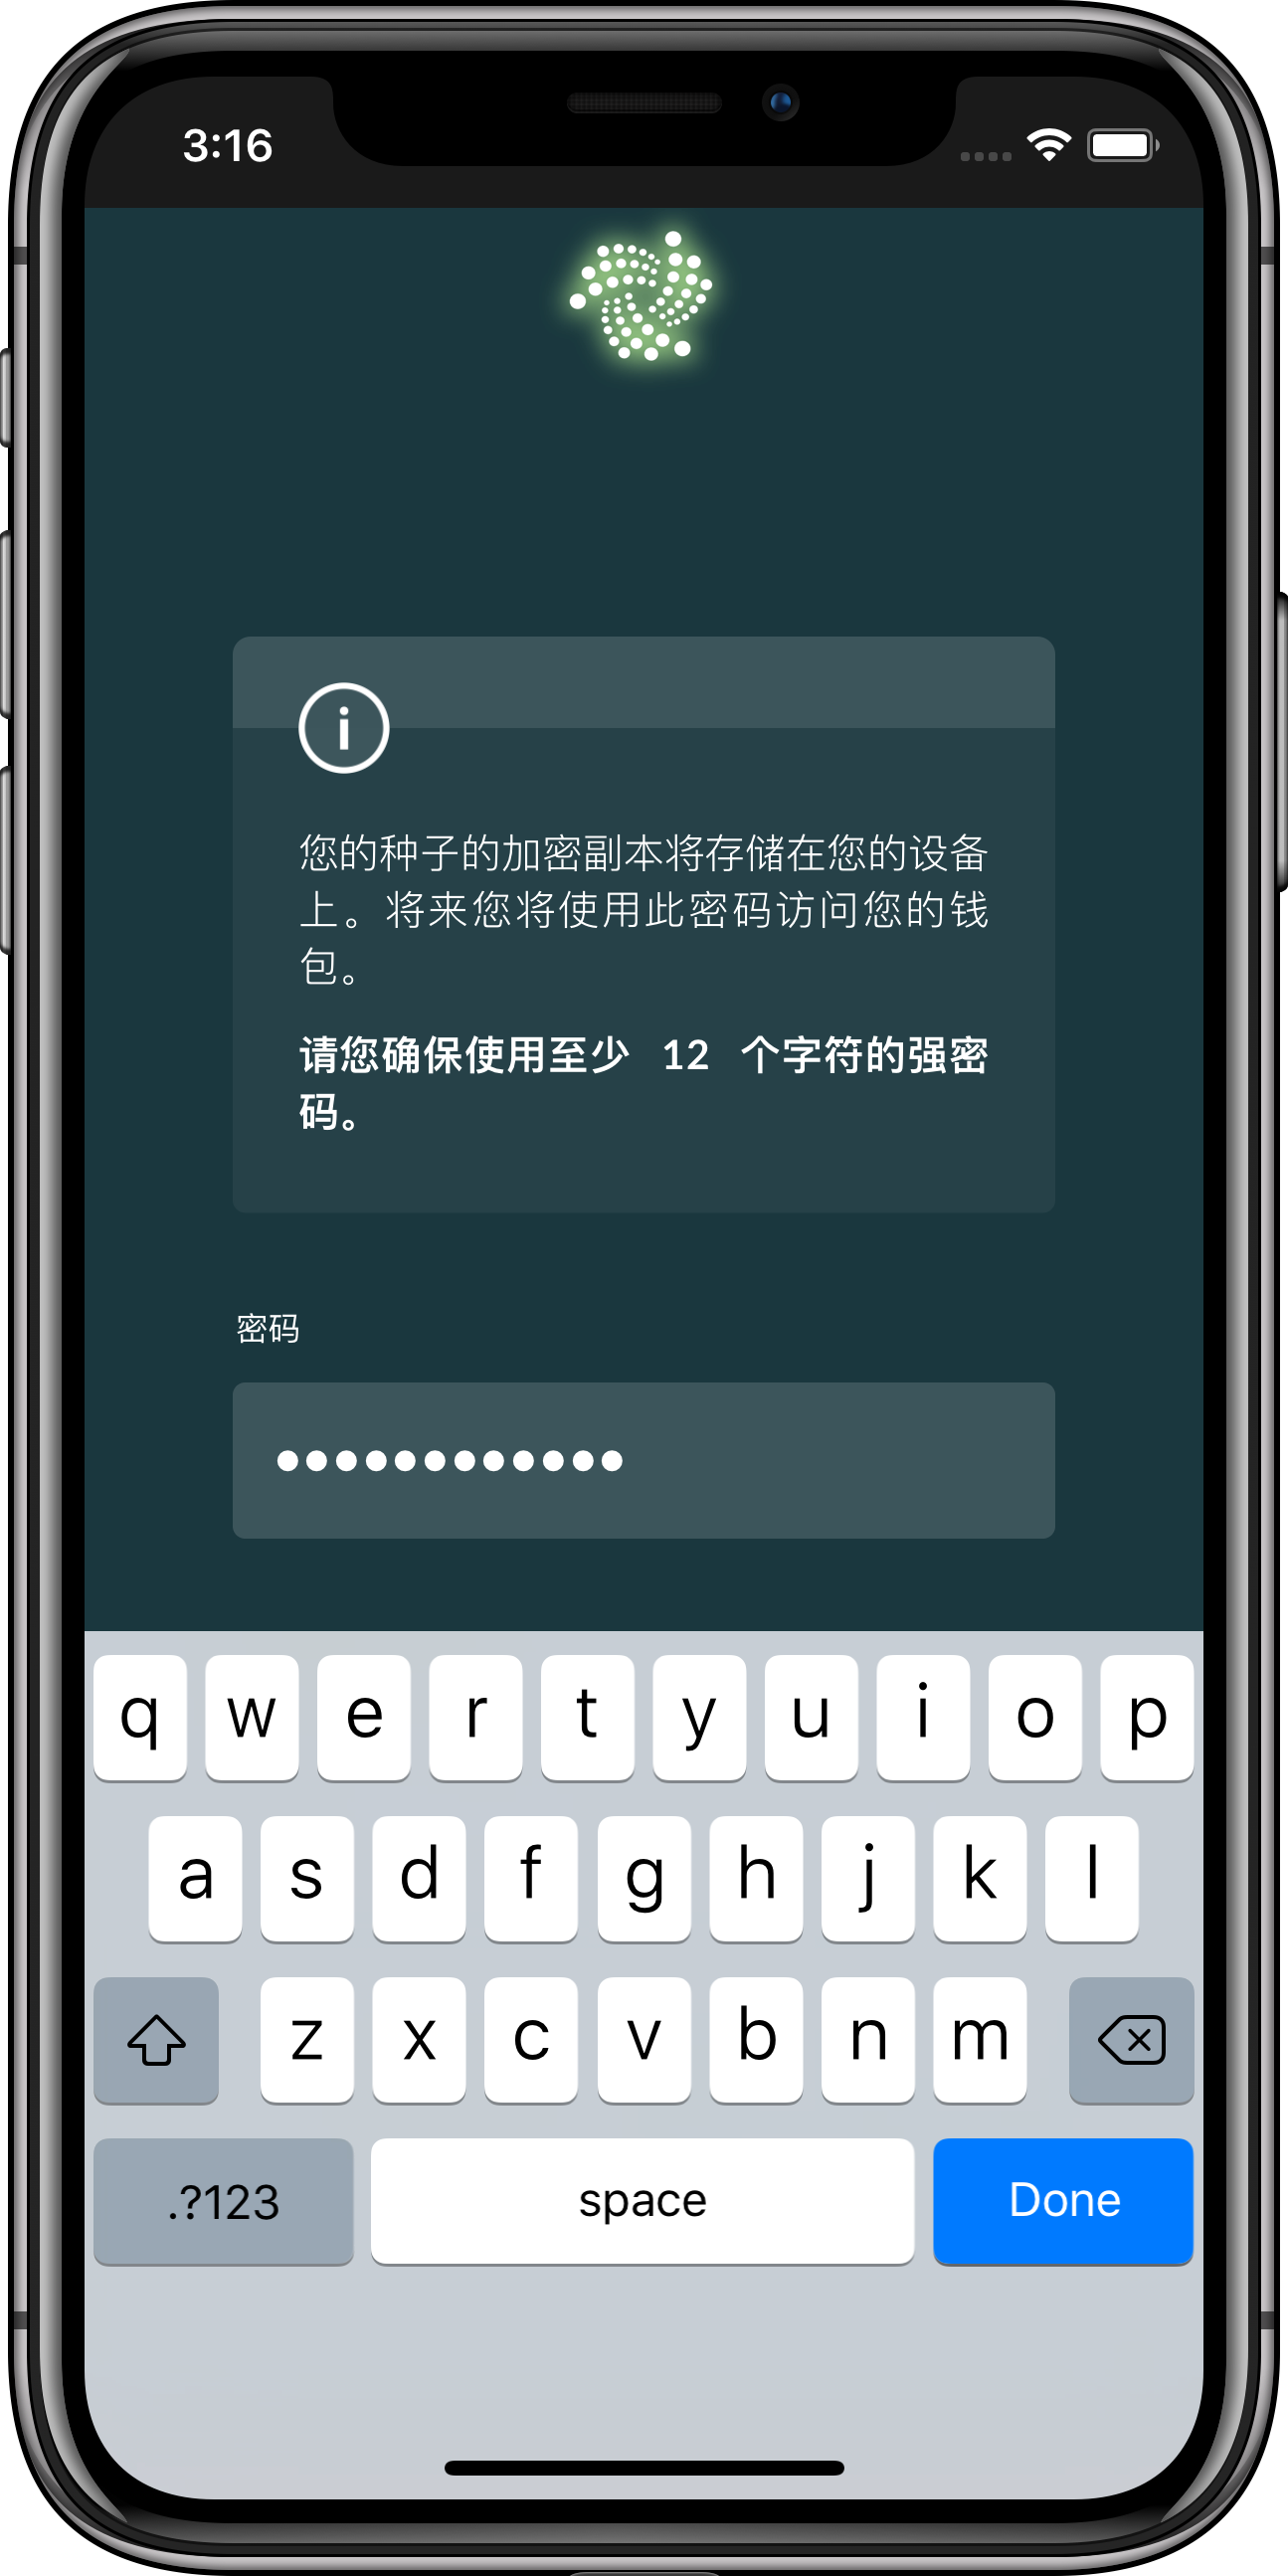 3:16
您的种子的加密副本将存储在您的设备
上。将来您将使用此密码访问您的钱
包。
请您确保使用至少 12 个字符的强密
码。
密码
●●●●●●●●●●●●
q w e r t y u i o p
a s d f g h j k l
z x c v b n m
.?123 space Done